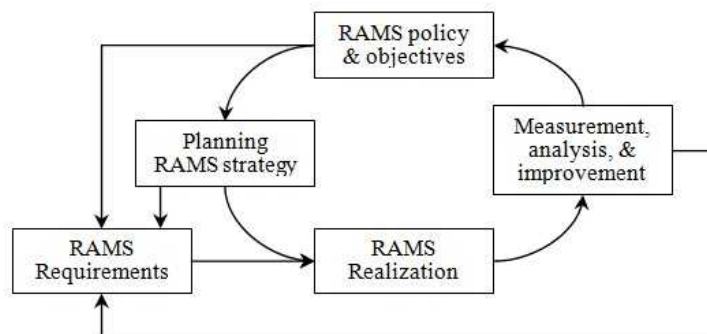 RAMS policy
& objectives
Planning
RAMS strategy
Measurement,
analysis, &
improvement
RAMS
Requirements
RAMS
Realization